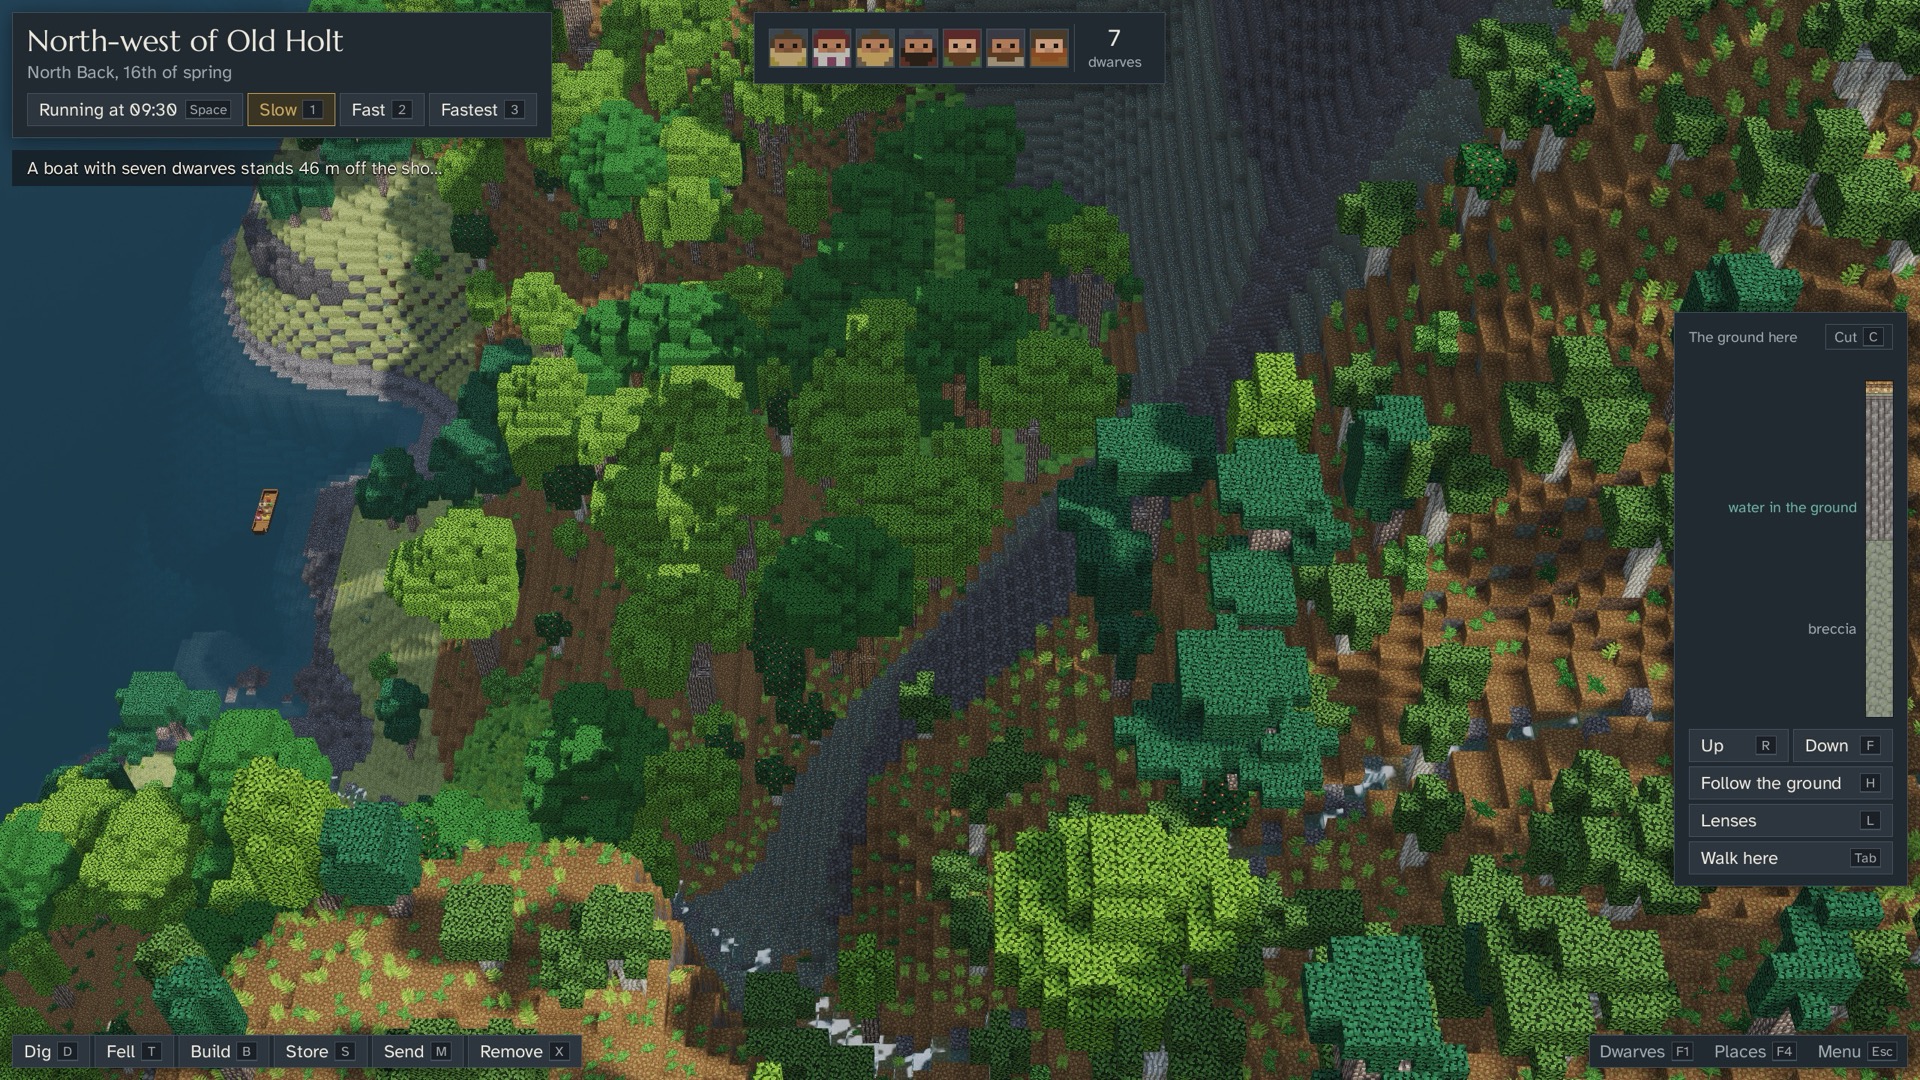 North-west of Old Holt
North Back, 16th of spring
Running at 09:30 Space
Slow 1
Fast 2
Fastest 3
A boat with seven dwarves stands 46 m off the sho...
7
dwarves
The ground here
Cut C
water in the ground
breccia
Up R
Down F
Follow the ground H
Lenses L
Walk here Tab
Dig D
Fell T
Build B
Store S
Send M
Remove X
Dwarves F1
Places F4
Menu Esc